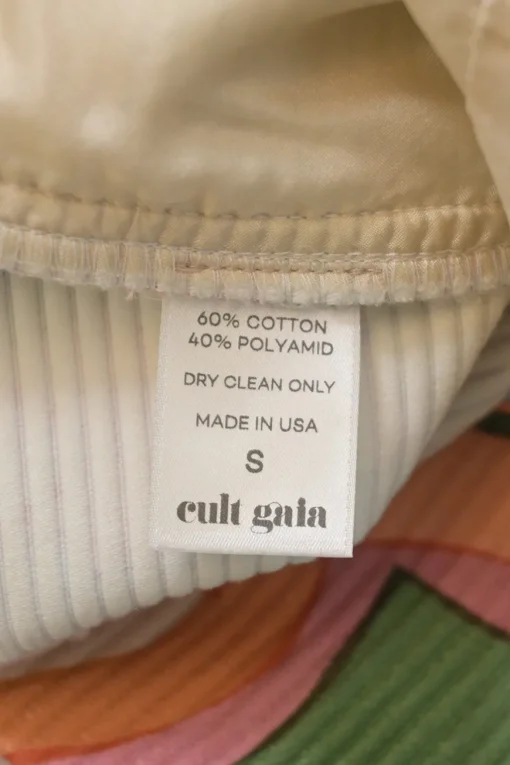 60% COTTON
40% POLYAMID
DRY CLEAN ONLY
MADE IN USA
S
cult gaia